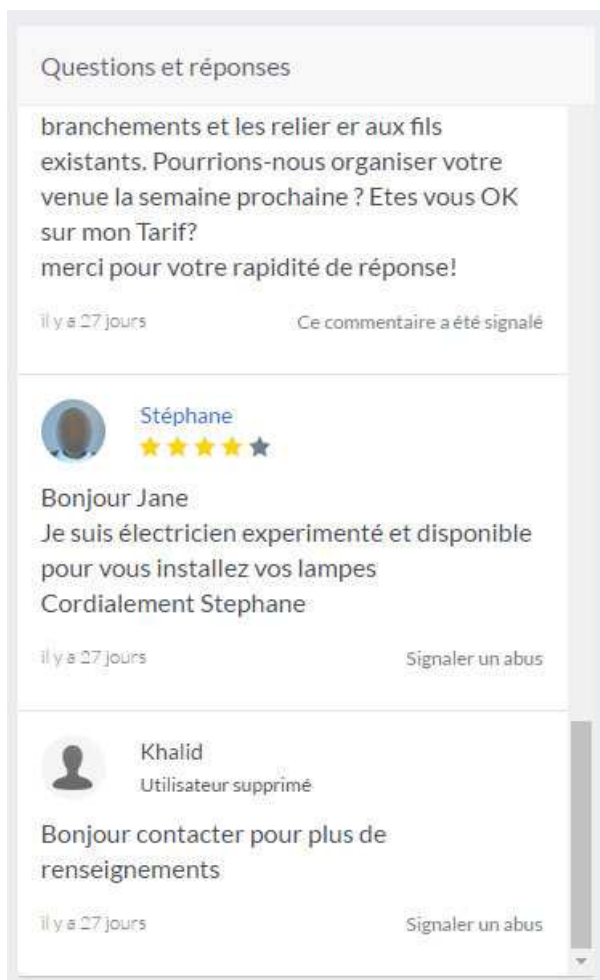 Questions et réponses
branchements et les relier er aux fils
existants. Pourrions-nous organiser votre
venue la semaine prochaine ? Etes vous OK
sur mon Tarif?
merci pour votre rapidité de réponse!
il y a 27 jours
Ce commentaire a été signalé
Stéphane
Bonjour Jane
Je suis électricien experimenté et disponible
pour vous installez vos lampes
Cordialement Stephane
il y a 27 jours
Signaler un abus
Khalid
Utilisateur supprimé
Bonjour contacter pour plus de
renseignements
il y a 27 jours
Signaler un abus